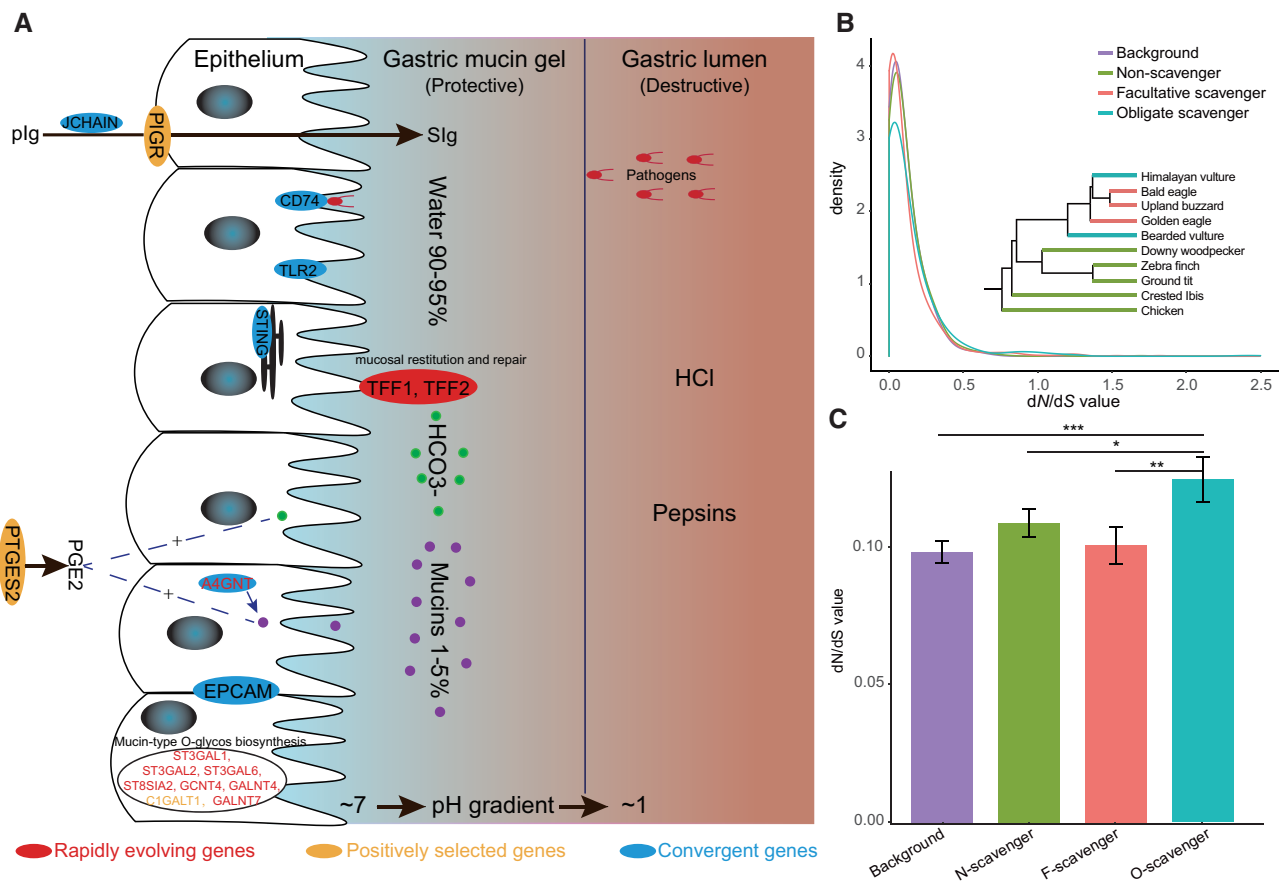 A
Epithelium
Gastric mucin gel
(Protective)
Gastric lumen
(Destructive)
pIg
JCHAIN
PIGR
SIg
Pathogens
CD74
TLR2
Water 90-95%
STING
mucosal restitution and repair
TFF1, TFF2
HCl
HCO3-
Pepsins
PTGES2
PGE2
+
+
A4GNT
Mucins 1-5%
EPCAM
Mucin-type O-glycos biosynthesis
ST3GAL1,
ST3GAL2, ST3GAL6,
ST8SIA2, GCNT4, GALNT4,
C1GALT1, GALNT7
~7
pH gradient
~1
Rapidly evolving genes
Positively selected genes
Convergent genes
B
Background
Non-scavenger
Facultative scavenger
Obligate scavenger
density
4
3
2
1
0
Himalayan vulture
Bald eagle
Upland buzzard
Golden eagle
Bearded vulture
Downy woodpecker
Zebra finch
Ground tit
Crested Ibis
Chicken
0.0 0.5 1.0 1.5 2.0 2.5
dN/dS value
C
***
*
**
dN/dS value
0.10
0.05
0.00
Background
N-scavenger
F-scavenger
O-scavenger